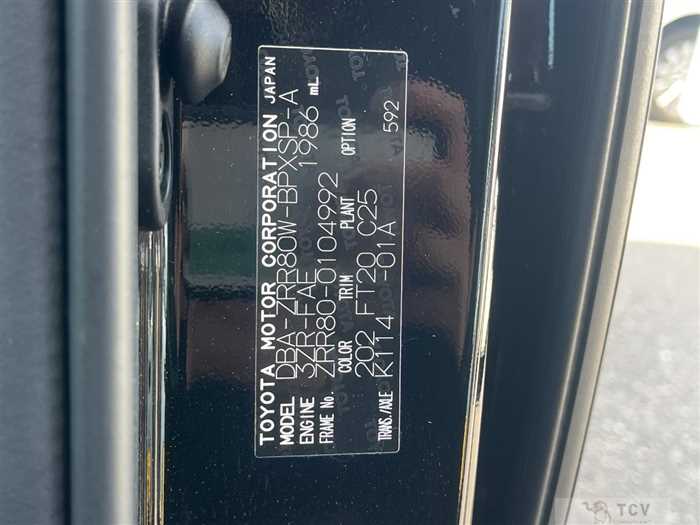 TOYOTA MOTOR CORPORATION JAPAN
MODEL DBA-ZRR80W-BPXSP-A
ENGINE 3ZR-FAE 1986 mL
FRAME No. ZRR80-0104992
COLOR TRIM PLANT OPTION
202 FT20 C25
TRANS./AXLE K114 -01A 592
TCV